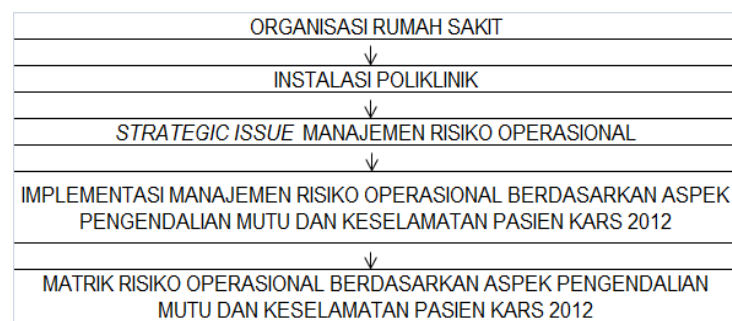 ORGANISASI RUMAH SAKIT
INSTALASI POLIKLINIK
STRATEGIC ISSUE MANAJEMEN RISIKO OPERASIONAL
IMPLEMENTASI MANAJEMEN RISIKO OPERASIONAL BERDASARKAN ASPEK
PENGENDALIAN MUTU DAN KESELAMATAN PASIEN KARS 2012
MATRIK RISIKO OPERASIONAL BERDASARKAN ASPEK PENGENDALIAN
MUTU DAN KESELAMATAN PASIEN KARS 2012